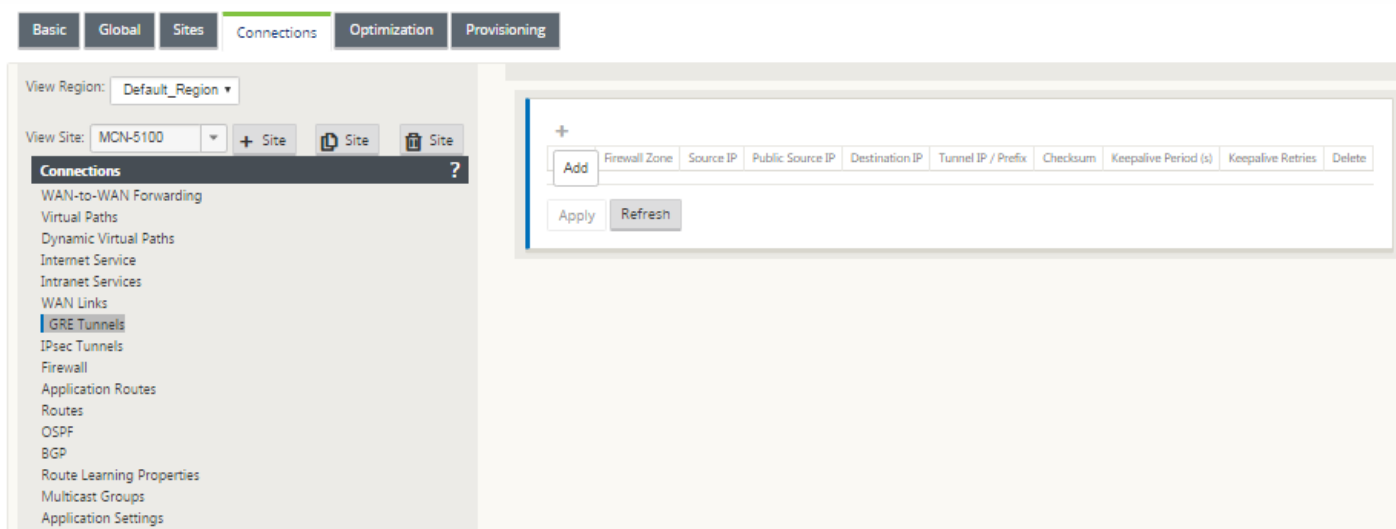 Basic Global Sites Connections Optimization Provisioning
View Region: Default_Region
View Site: MCN-5100 + Site Site Site
Connections ?
WAN-to-WAN Forwarding
Virtual Paths
Dynamic Virtual Paths
Internet Service
Intranet Services
WAN Links
GRE Tunnels
IPsec Tunnels
Firewall
Application Routes
Routes
OSPF
BGP
Route Learning Properties
Multicast Groups
Application Settings
+
Add Firewall Zone Source IP Public Source IP Destination IP Tunnel IP / Prefix Checksum Keepalive Period (s) Keepalive Retries Delete
Apply Refresh